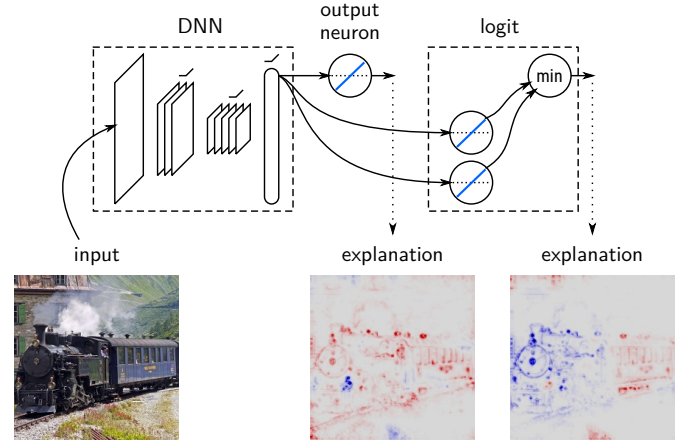 DNN
output
neuron
logit
min
input
explanation
explanation